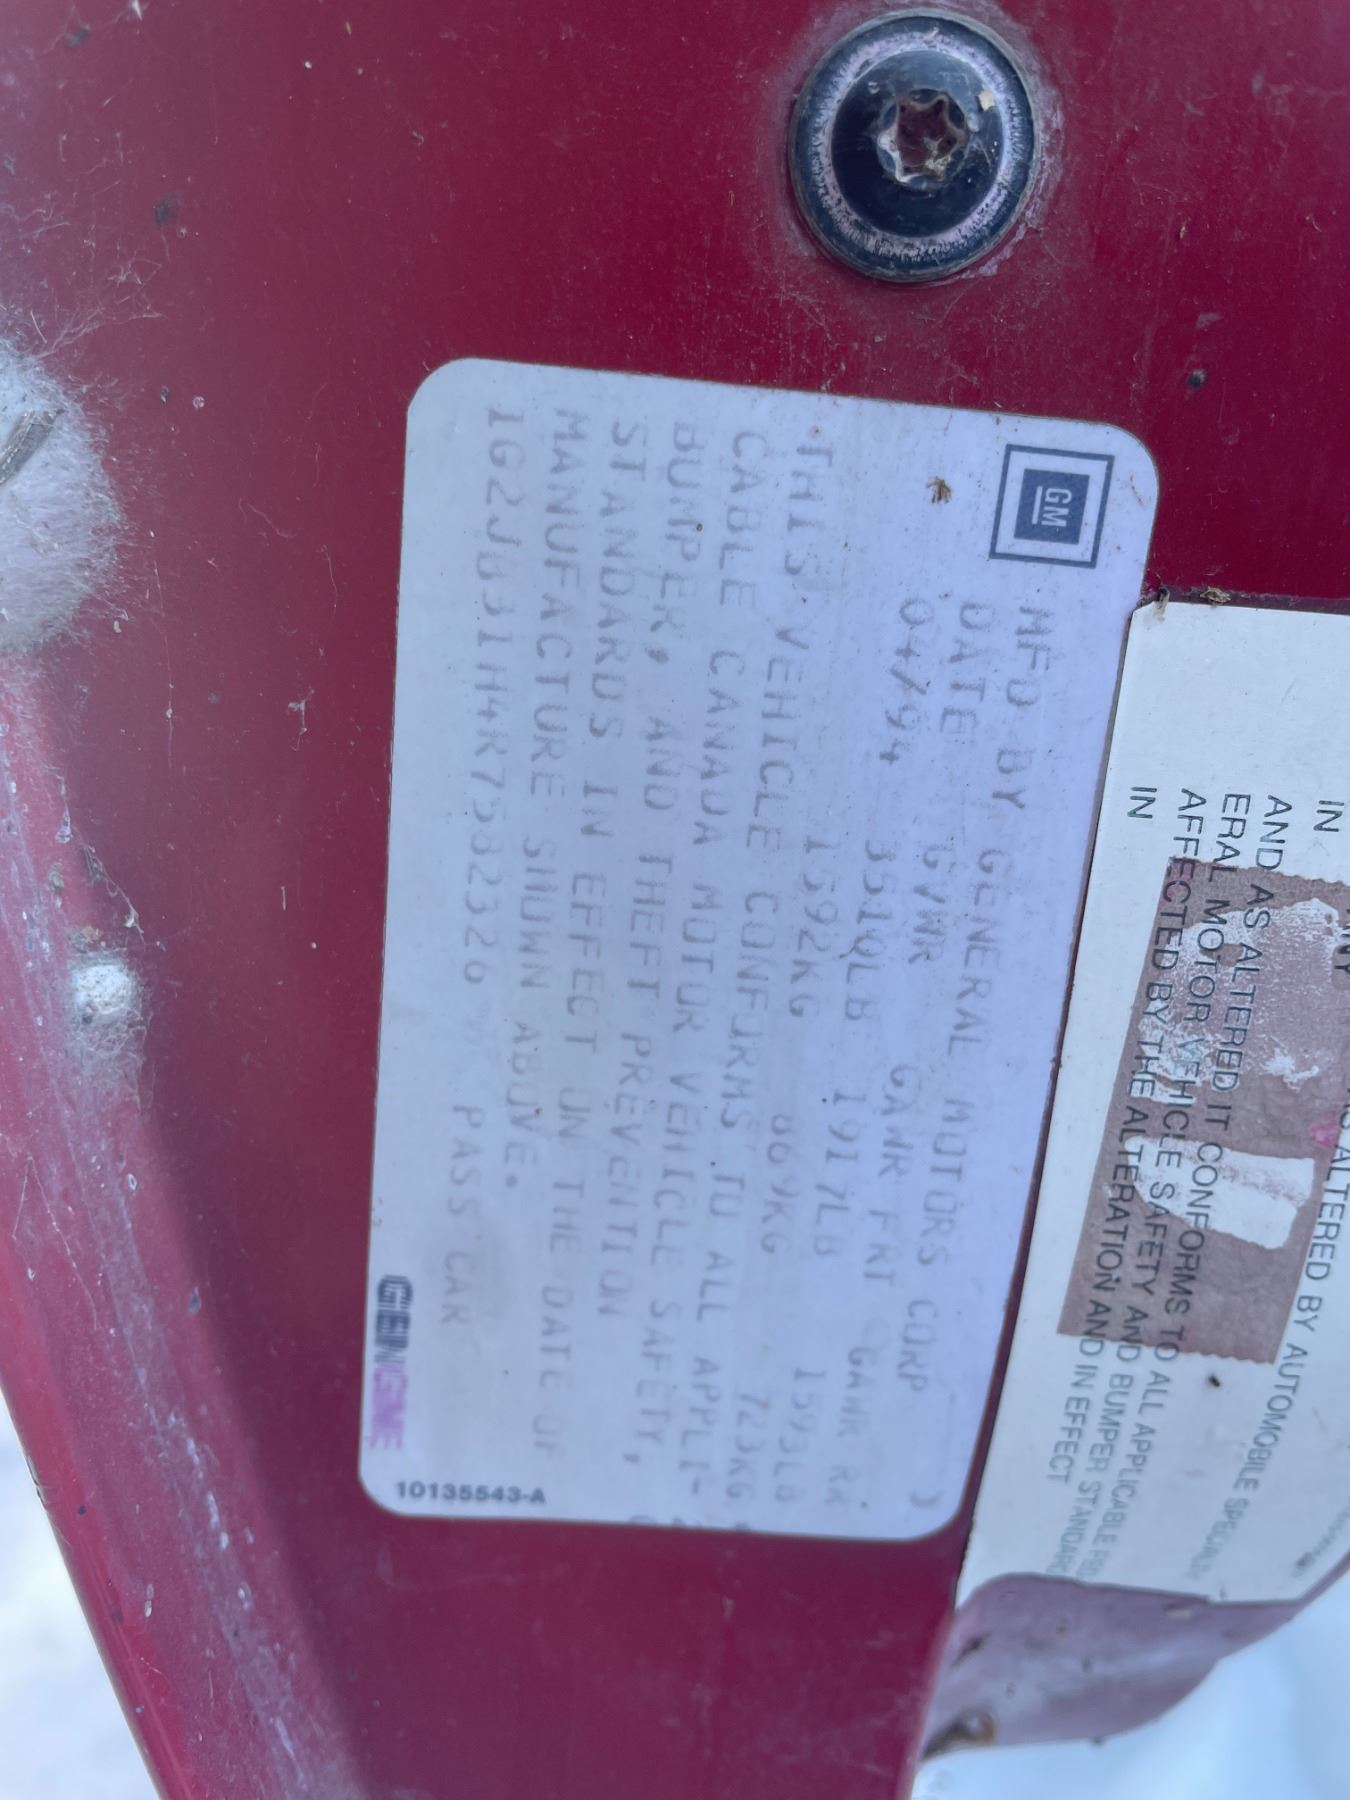 GM
MFD BY GENERAL MOTORS CORP
DATE GVWR GAWR FRT GAWR RR
04/94 3510LB 1917LB 1593LB
1592KG 869KG 723KG
THIS VEHICLE CONFORMS TO ALL APPLI-
CABLE CANADA MOTOR VEHICLE SAFETY,
BUMPER, AND THEFT PREVENTION
STANDARDS IN EFFECT ON THE DATE OF
MANUFACTURE SHOWN ABOVE.
1G2JB31H4R7582326 PASS CAR
GENUINE
10135543-A
ALTERED BY AUTOMOBILE
IN
AND AS ALTERED IT CONFORMS TO ALL APPLICABLE
ERAL MOTOR VEHICLE SAFETY AND BUMPER STANDARDS
AFFECTED BY THE ALTERATION AND IN EFFECT
IN